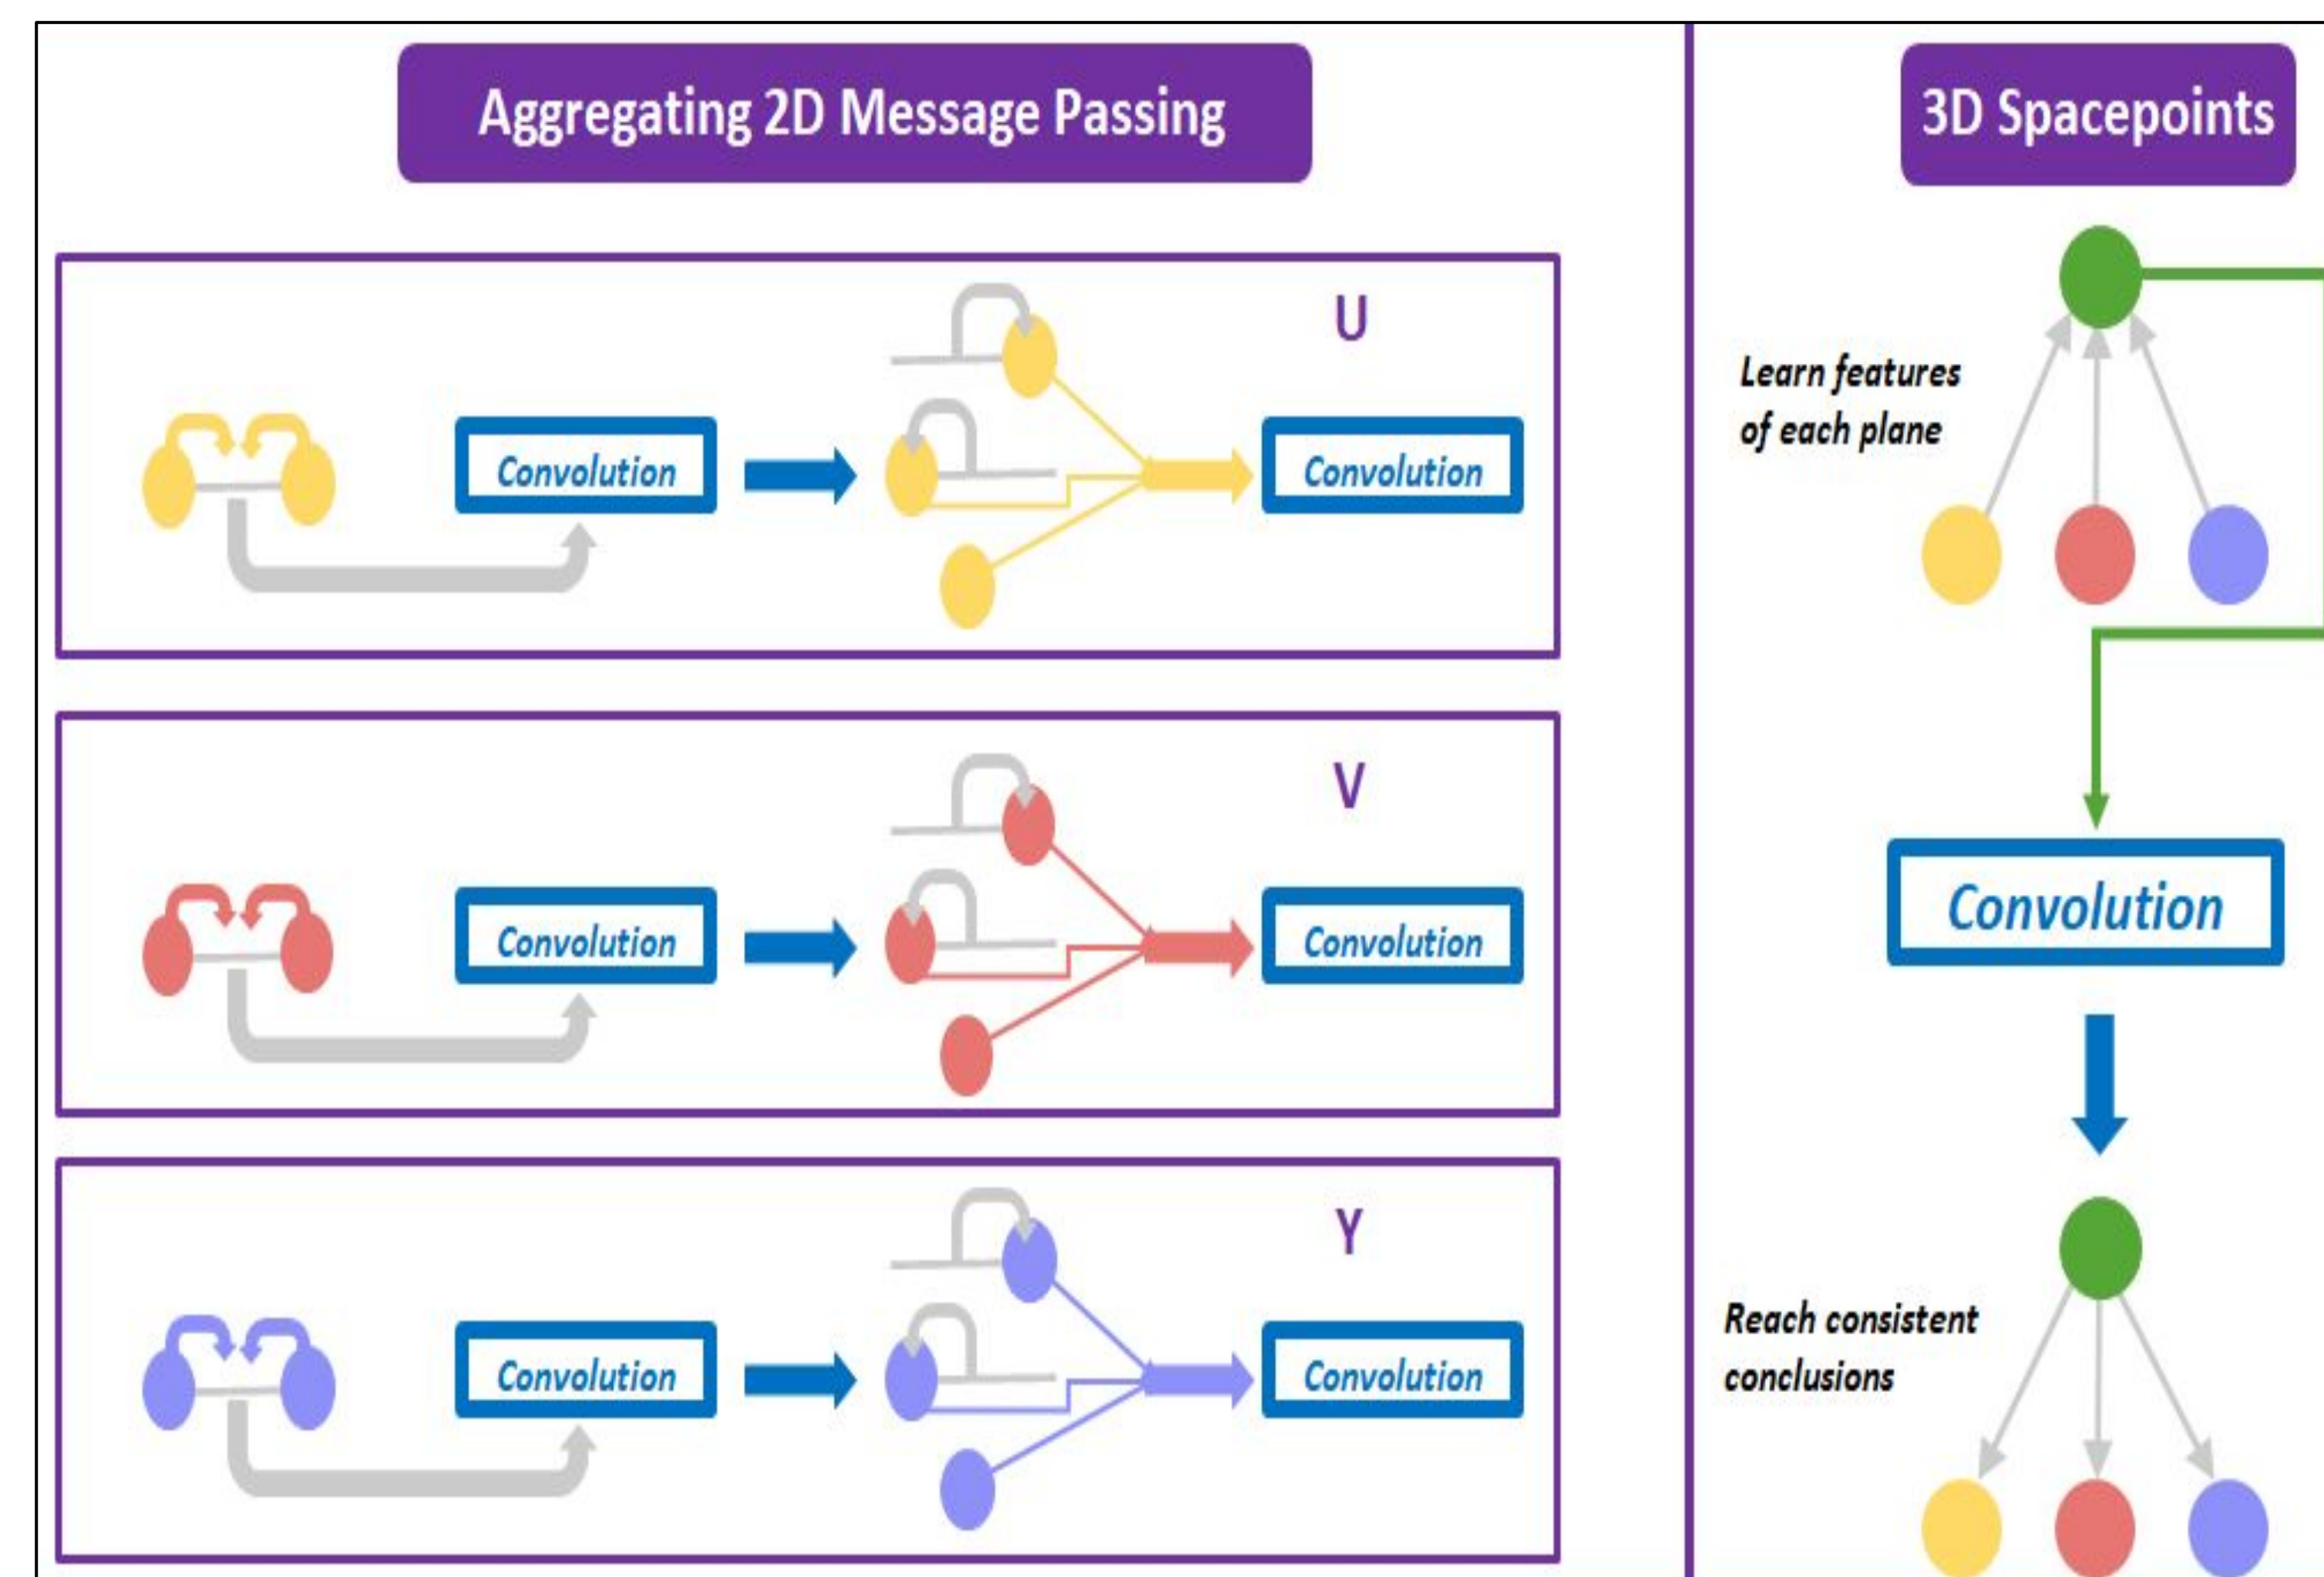 Aggregating 2D Message Passing
U
Convolution
Convolution
V
Convolution
Convolution
Y
Convolution
Convolution
3D Spacepoints
Learn features
of each plane
Convolution
Reach consistent
conclusions